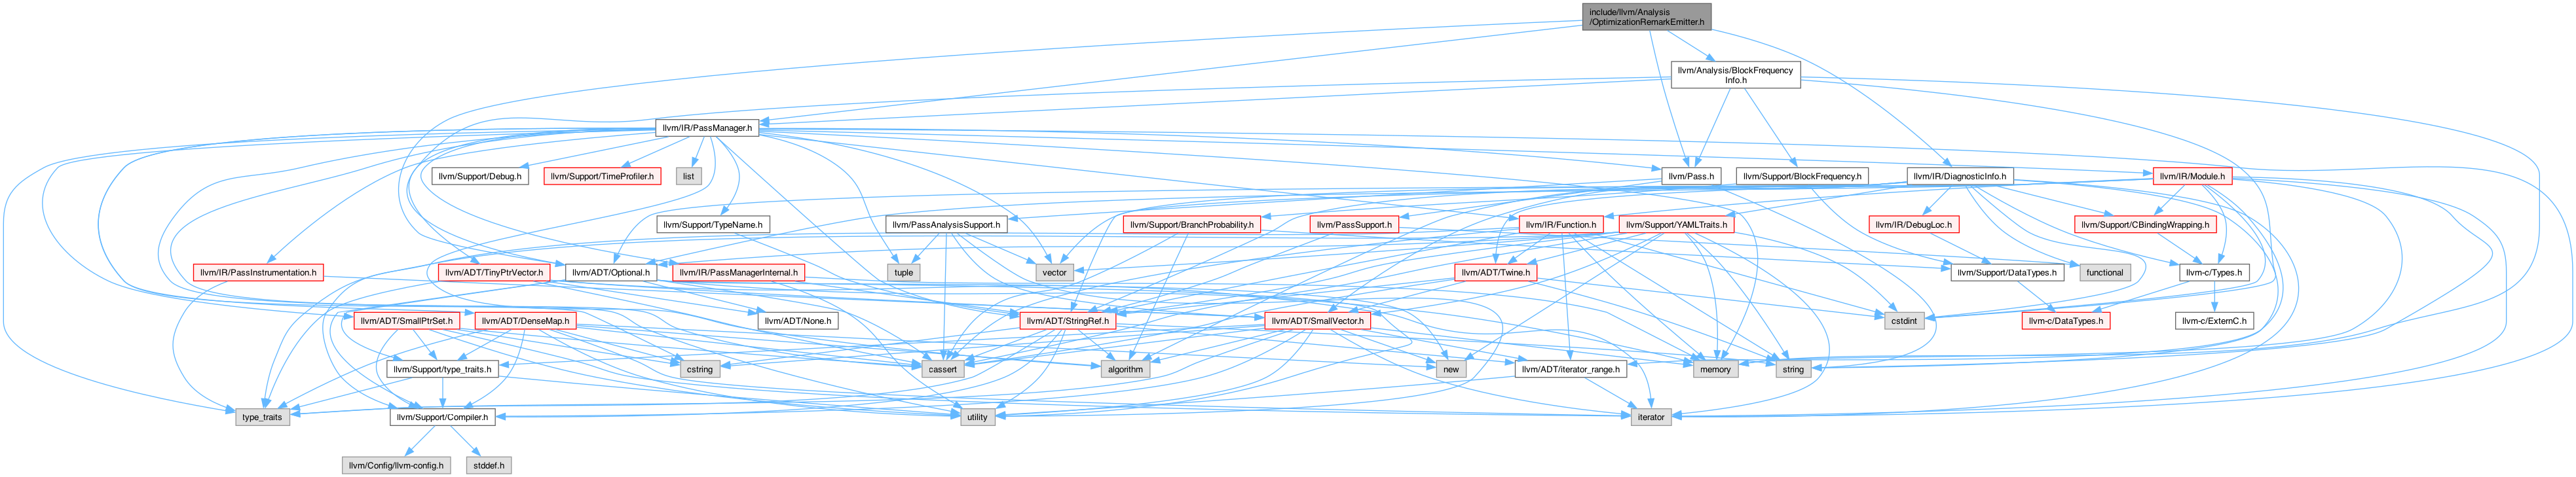 include/llvm/Analysis
/OptimizationRemarkEmitter.h
llvm/Analysis/BlockFrequency
Info.h
llvm/IR/PassManager.h
llvm/Support/Debug.h
llvm/Support/TimeProfiler.h
list
llvm/Pass.h
llvm/Support/BlockFrequency.h
llvm/IR/DiagnosticInfo.h
llvm/IR/Module.h
llvm/Support/TypeName.h
llvm/PassAnalysisSupport.h
llvm/Support/BranchProbability.h
llvm/PassSupport.h
llvm/IR/Function.h
llvm/Support/YAMLTraits.h
llvm/IR/DebugLoc.h
llvm/Support/CBindingWrapping.h
llvm/IR/PassInstrumentation.h
llvm/ADT/TinyPtrVector.h
llvm/ADT/Optional.h
llvm/IR/PassManagerInternal.h
tuple
vector
llvm/ADT/Twine.h
llvm/Support/DataTypes.h
functional
llvm-c/Types.h
llvm/ADT/SmallPtrSet.h
llvm/ADT/DenseMap.h
llvm/ADT/None.h
llvm/ADT/StringRef.h
llvm/ADT/SmallVector.h
cstdint
llvm-c/DataTypes.h
llvm-c/ExternC.h
llvm/Support/type_traits.h
cstring
cassert
algorithm
new
llvm/ADT/iterator_range.h
memory
string
type_traits
llvm/Support/Compiler.h
utility
iterator
llvm/Config/llvm-config.h
stddef.h